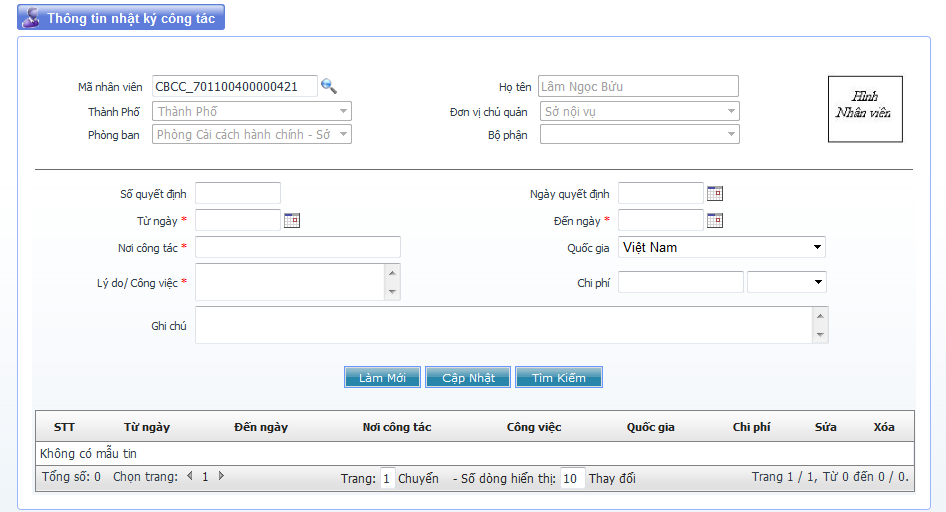 Thông tin nhật ký công tác
Mã nhân viên CBCC_701100400000421 Họ tên Lâm Ngọc Bửu
Hình
Nhân viên
Thành Phố Thành Phố Đơn vị chủ quản Sở nội vụ
Phòng ban Phòng Cải cách hành chính - Sở Bộ phận
Số quyết định Ngày quyết định
Từ ngày * Đến ngày *
Nơi công tác * Quốc gia Việt Nam
Lý do/ Công việc * Chi phí
Ghi chú
Làm Mới Cập Nhật Tìm Kiếm
STT Từ ngày Đến ngày Nơi công tác Công việc Quốc gia Chi phí Sửa Xóa
Không có mẫu tin
Tổng số: 0 Chọn trang: 1 Trang: 1 Chuyển - Số dòng hiển thị: 10 Thay đổi Trang 1 / 1, Từ 0 đến 0 / 0.